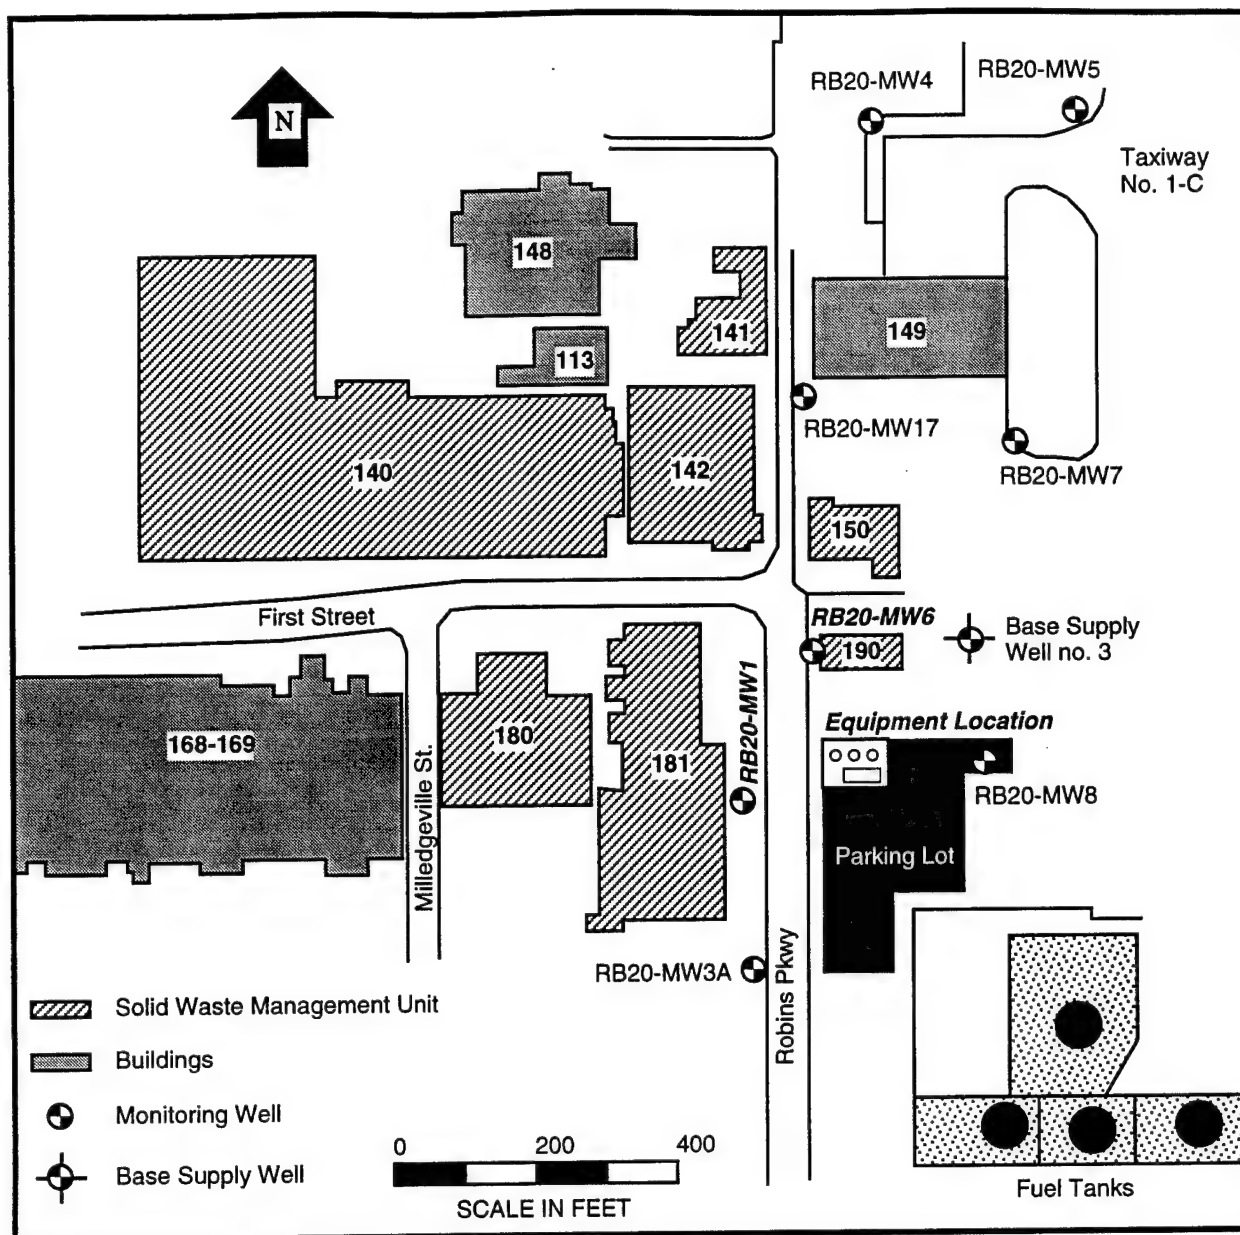 RB20-MW5
RB20-MW4
N
Taxiway
No. 1-C
148
141
149
113
RB20-MW17
140
142
RB20-MW7
150
First Street
RB20-MW6
Base Supply
Well no. 3
190
RB20-MW1
Equipment Location
168-169
180
181
Milledgeville St.
RB20-MW8
Parking Lot
RB20-MW3A
Robins Pkwy
Solid Waste Management Unit
Buildings
Monitoring Well
Base Supply Well
0 200 400
SCALE IN FEET
Fuel Tanks